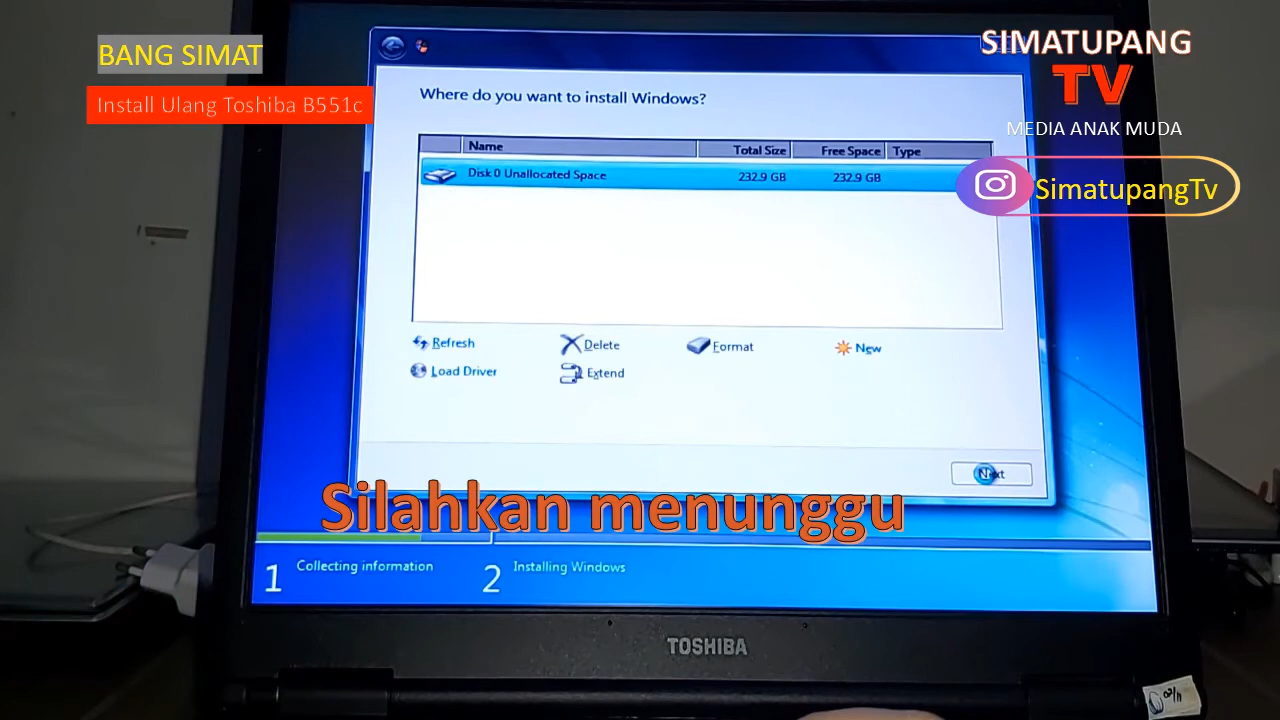 BANG SIMAT
Install Ulang Toshiba B551c
SIMATUPANG
TV
MEDIA ANAK MUDA
SimatupangTv
Where do you want to install Windows?
Name Total Size Free Space Type
Disk 0 Unallocated Space 232.9 GB 232.9 GB
Refresh Delete Format New
Load Driver Extend
Next
Silahkan menunggu
1 Collecting information 2 Installing Windows
TOSHIBA